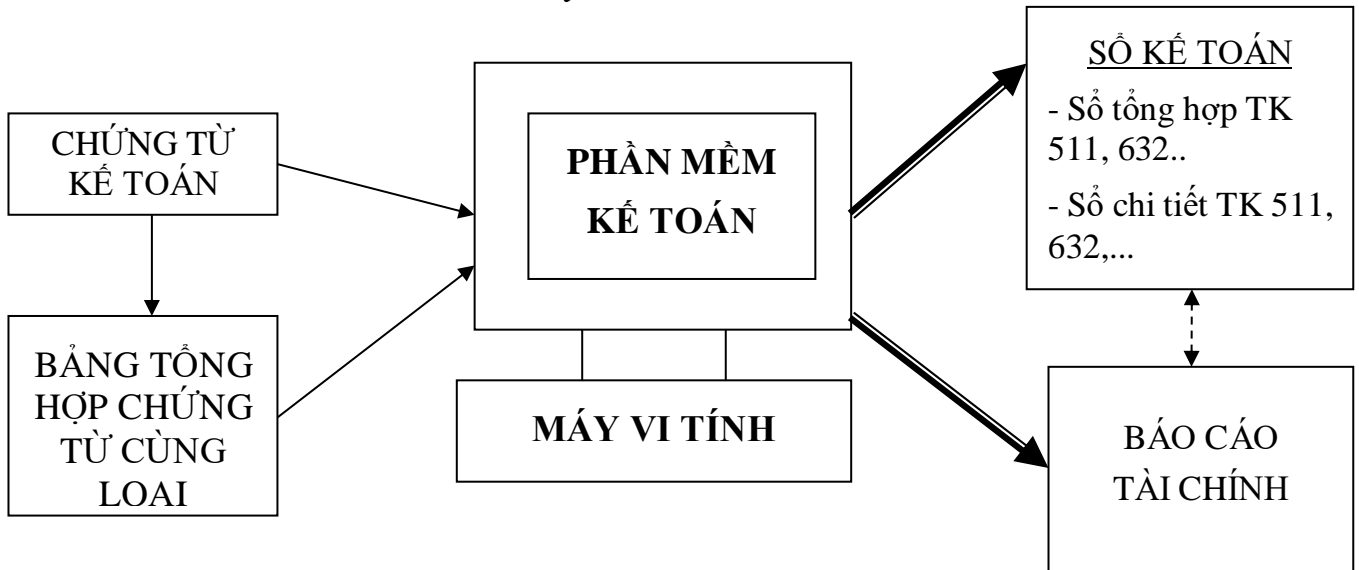 CHỨNG TỪ
KẾ TOÁN
BẢNG TỔNG
HỢP CHỨNG
TỪ CÙNG
LOAI
PHẦN MỀM
KẾ TOÁN
MÁY VI TÍNH
SỔ KẾ TOÁN
- Sổ tổng hợp TK
511, 632..
- Sổ chi tiết TK 511,
632,...
BÁO CÁO
TÀI CHÍNH